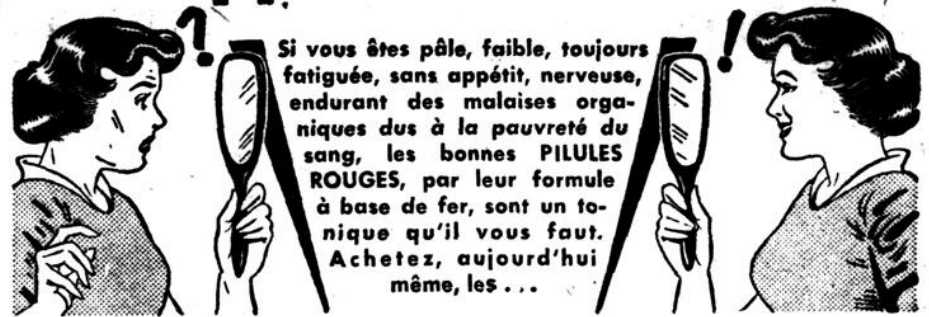 ? !
Si vous êtes pâle, faible, toujours
fatiguée, sans appétit, nerveuse,
endurant des malaises orga-
niques dus à la pauvreté du
sang, les bonnes PILULES
ROUGES, par leur formule
à base de fer, sont un to-
nique qu'il vous faut.
Achetez, aujourd'hui
même, les . . .